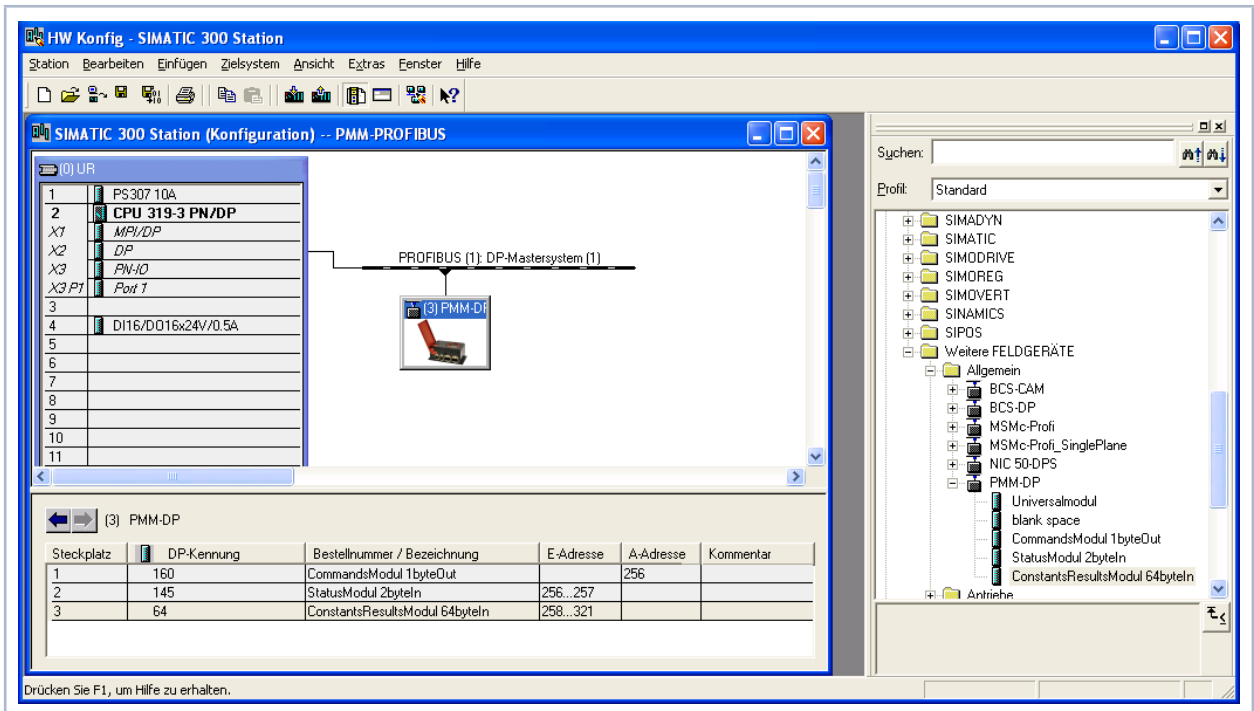 HW Konfig - SIMATIC 300 Station
Station Bearbeiten Einfügen Zielsystem Ansicht Extras Fenster Hilfe
SIMATIC 300 Station (Konfiguration) -- PMM-PROFIBUS
(0) UR
1 PS307 10A
2 CPU 319-3 PN/DP
X1 MPI/DP
X2 DP
X3 PN-IO
X3 P1 Port 1
3
4 DI16/DO16x24V/0.5A
5
6
7
8
9
10
11
PROFIBUS (1): DP-Mastersystem (1)
(3) PMM-DP
(3) PMM-DP
Steckplatz DP-Kennung Bestellnummer / Bezeichnung E-Adresse A-Adresse Kommentar
1 160 CommandsModul 1byteOut 256
2 145 StatusModul 2byteIn 256...257
3 64 ConstantsResultsModul 64byteIn 258...321
Suchen:
Profil: Standard
SIMADYN
SIMATIC
SIMODRIVE
SIMOREG
SIMOVERT
SINAMICS
SIPOS
Weitere FELDGERÄTE
Allgemein
BCS-CAM
BCS-DP
MSMc-Profi
MSMc-Profi_SinglePlane
NIC 50-DPS
PMM-DP
Universalmodul
blank space
CommandsModul 1byteOut
StatusModul 2byteIn
ConstantsResultsModul 64byteIn
Antriebe
Drücken Sie F1, um Hilfe zu erhalten.